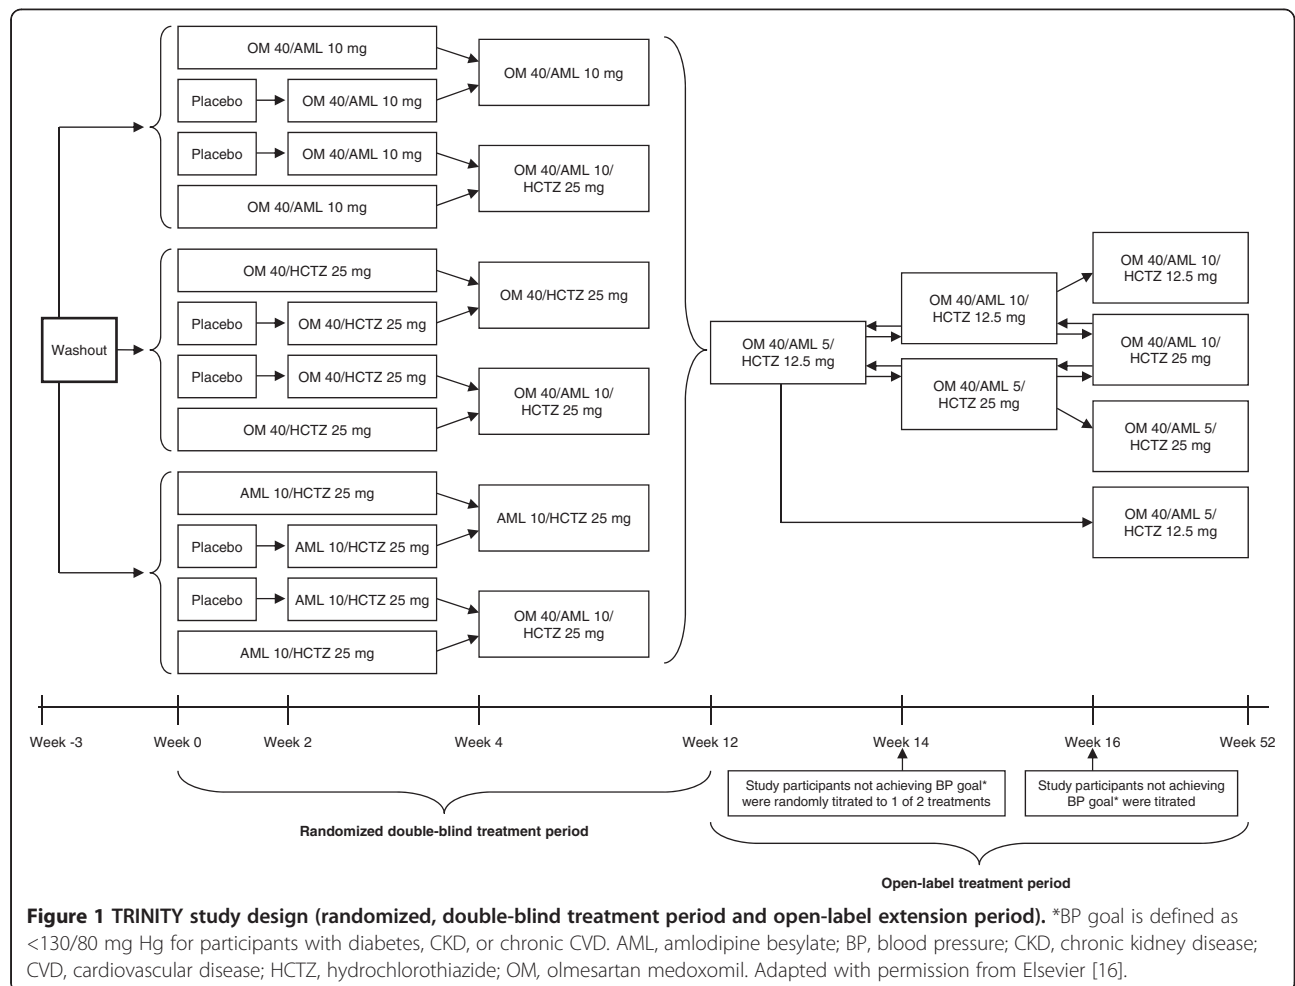 OM 40/AML 10 mg
Placebo
OM 40/AML 10 mg
Placebo
OM 40/AML 10 mg
OM 40/AML 10 mg
OM 40/AML 10 mg
OM 40/AML 10/
HCTZ 25 mg
Washout
OM 40/HCTZ 25 mg
Placebo
OM 40/HCTZ 25 mg
Placebo
OM 40/HCTZ 25 mg
OM 40/HCTZ 25 mg
OM 40/HCTZ 25 mg
OM 40/AML 10/
HCTZ 25 mg
AML 10/HCTZ 25 mg
Placebo
AML 10/HCTZ 25 mg
Placebo
AML 10/HCTZ 25 mg
AML 10/HCTZ 25 mg
AML 10/HCTZ 25 mg
OM 40/AML 10/
HCTZ 25 mg
OM 40/AML 5/
HCTZ 12.5 mg
OM 40/AML 10/
HCTZ 12.5 mg
OM 40/AML 5/
HCTZ 25 mg
OM 40/AML 10/
HCTZ 12.5 mg
OM 40/AML 10/
HCTZ 25 mg
OM 40/AML 5/
HCTZ 25 mg
OM 40/AML 5/
HCTZ 12.5 mg
Week -3
Week 0
Week 2
Week 4
Week 12
Week 14
Week 16
Week 52
Study participants not achieving BP goal*
were randomly titrated to 1 of 2 treatments
Study participants not achieving
BP goal* were titrated
Randomized double-blind treatment period
Open-label treatment period
Figure 1 TRINITY study design (randomized, double-blind treatment period and open-label extension period). *BP goal is defined as
<130/80 mg Hg for participants with diabetes, CKD, or chronic CVD. AML, amlodipine besylate; BP, blood pressure; CKD, chronic kidney disease;
CVD, cardiovascular disease; HCTZ, hydrochlorothiazide; OM, olmesartan medoxomil. Adapted with permission from Elsevier [16].